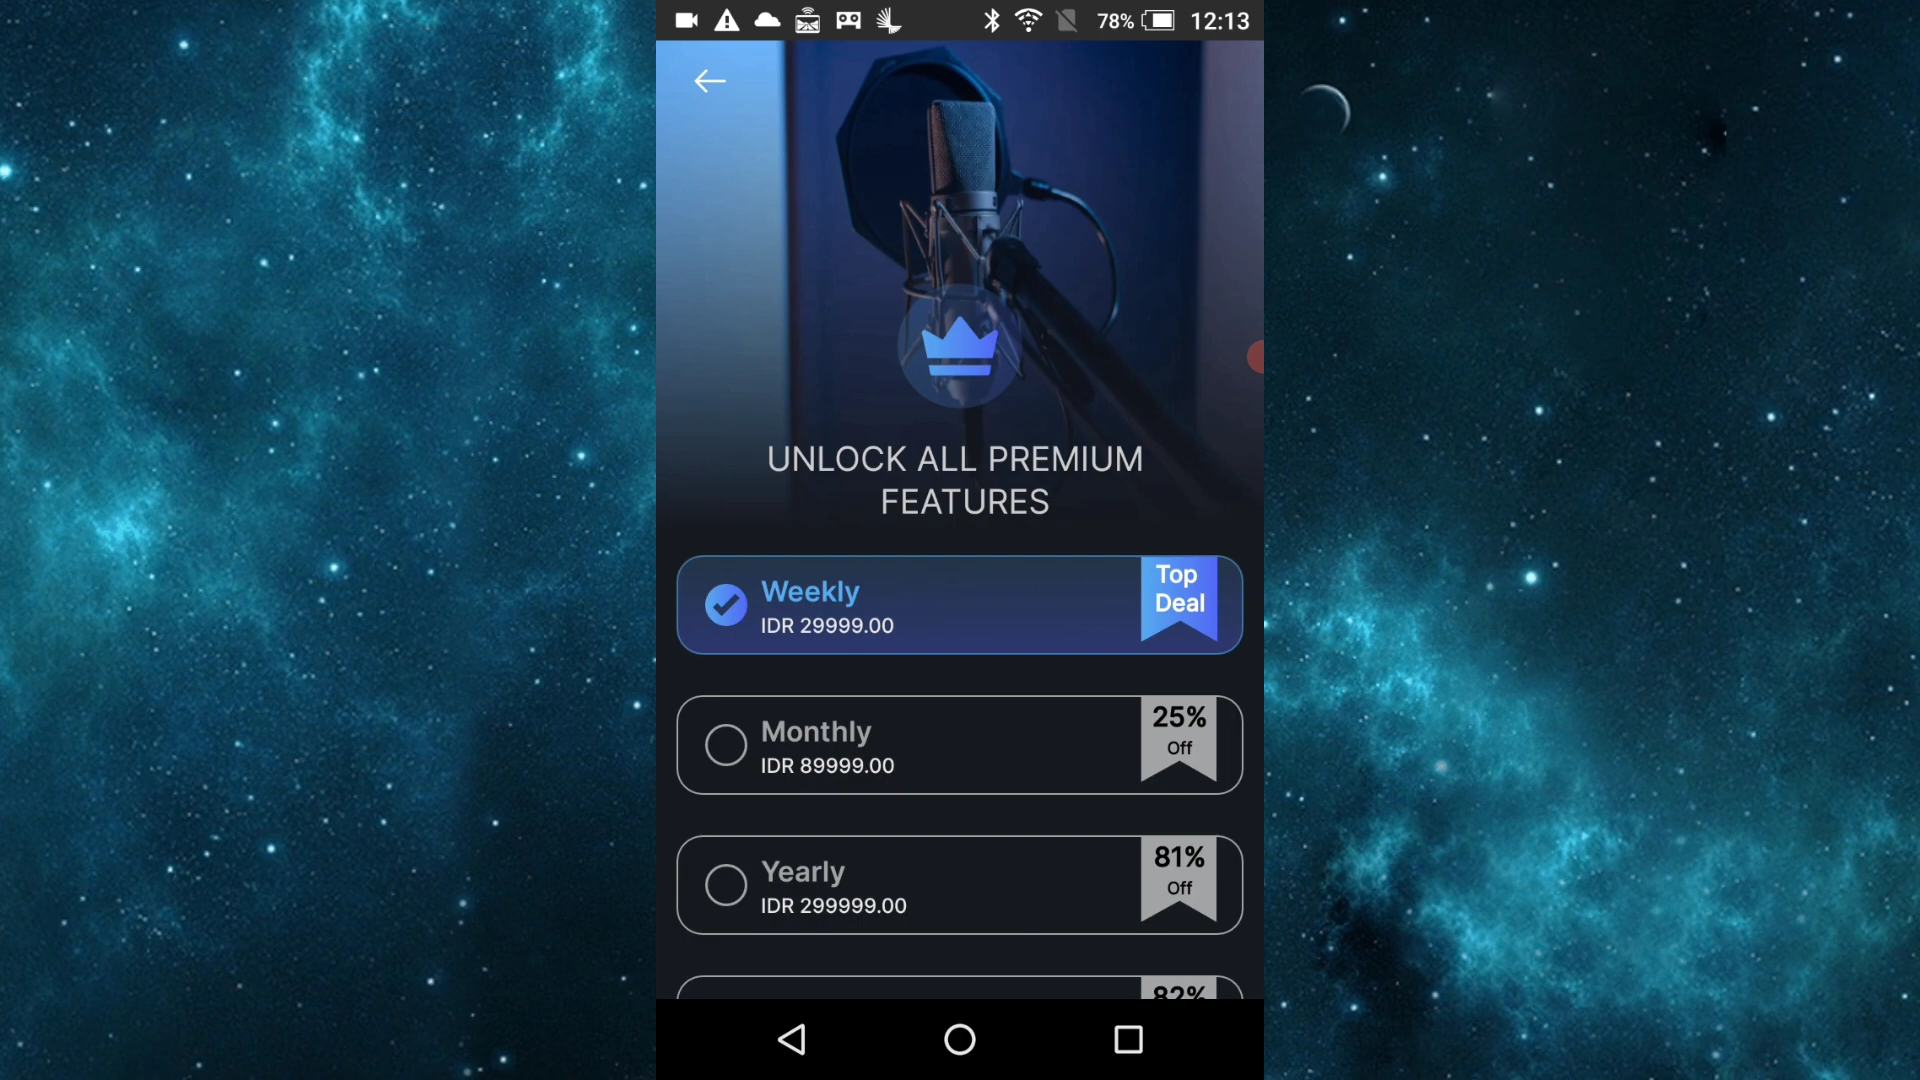 78% 12:13
UNLOCK ALL PREMIUM
FEATURES
Weekly
IDR 29999.00
Top
Deal
Monthly
IDR 89999.00
25%
Off
Yearly
IDR 299999.00
81%
Off
82%